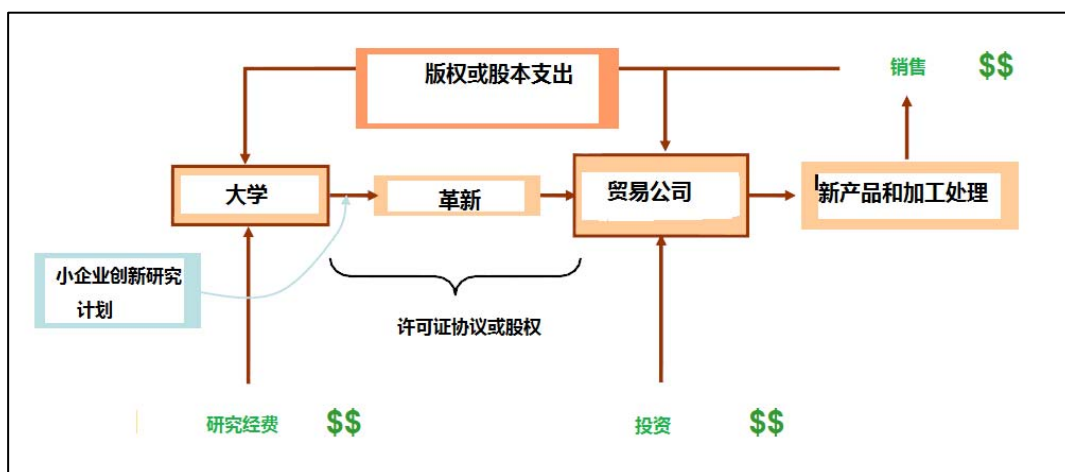 版权或股本支出
销售 $$
大学
革新
贸易公司
新产品和加工处理
小企业创新研究
计划
许可证协议或股权
研究经费 $$
投资 $$